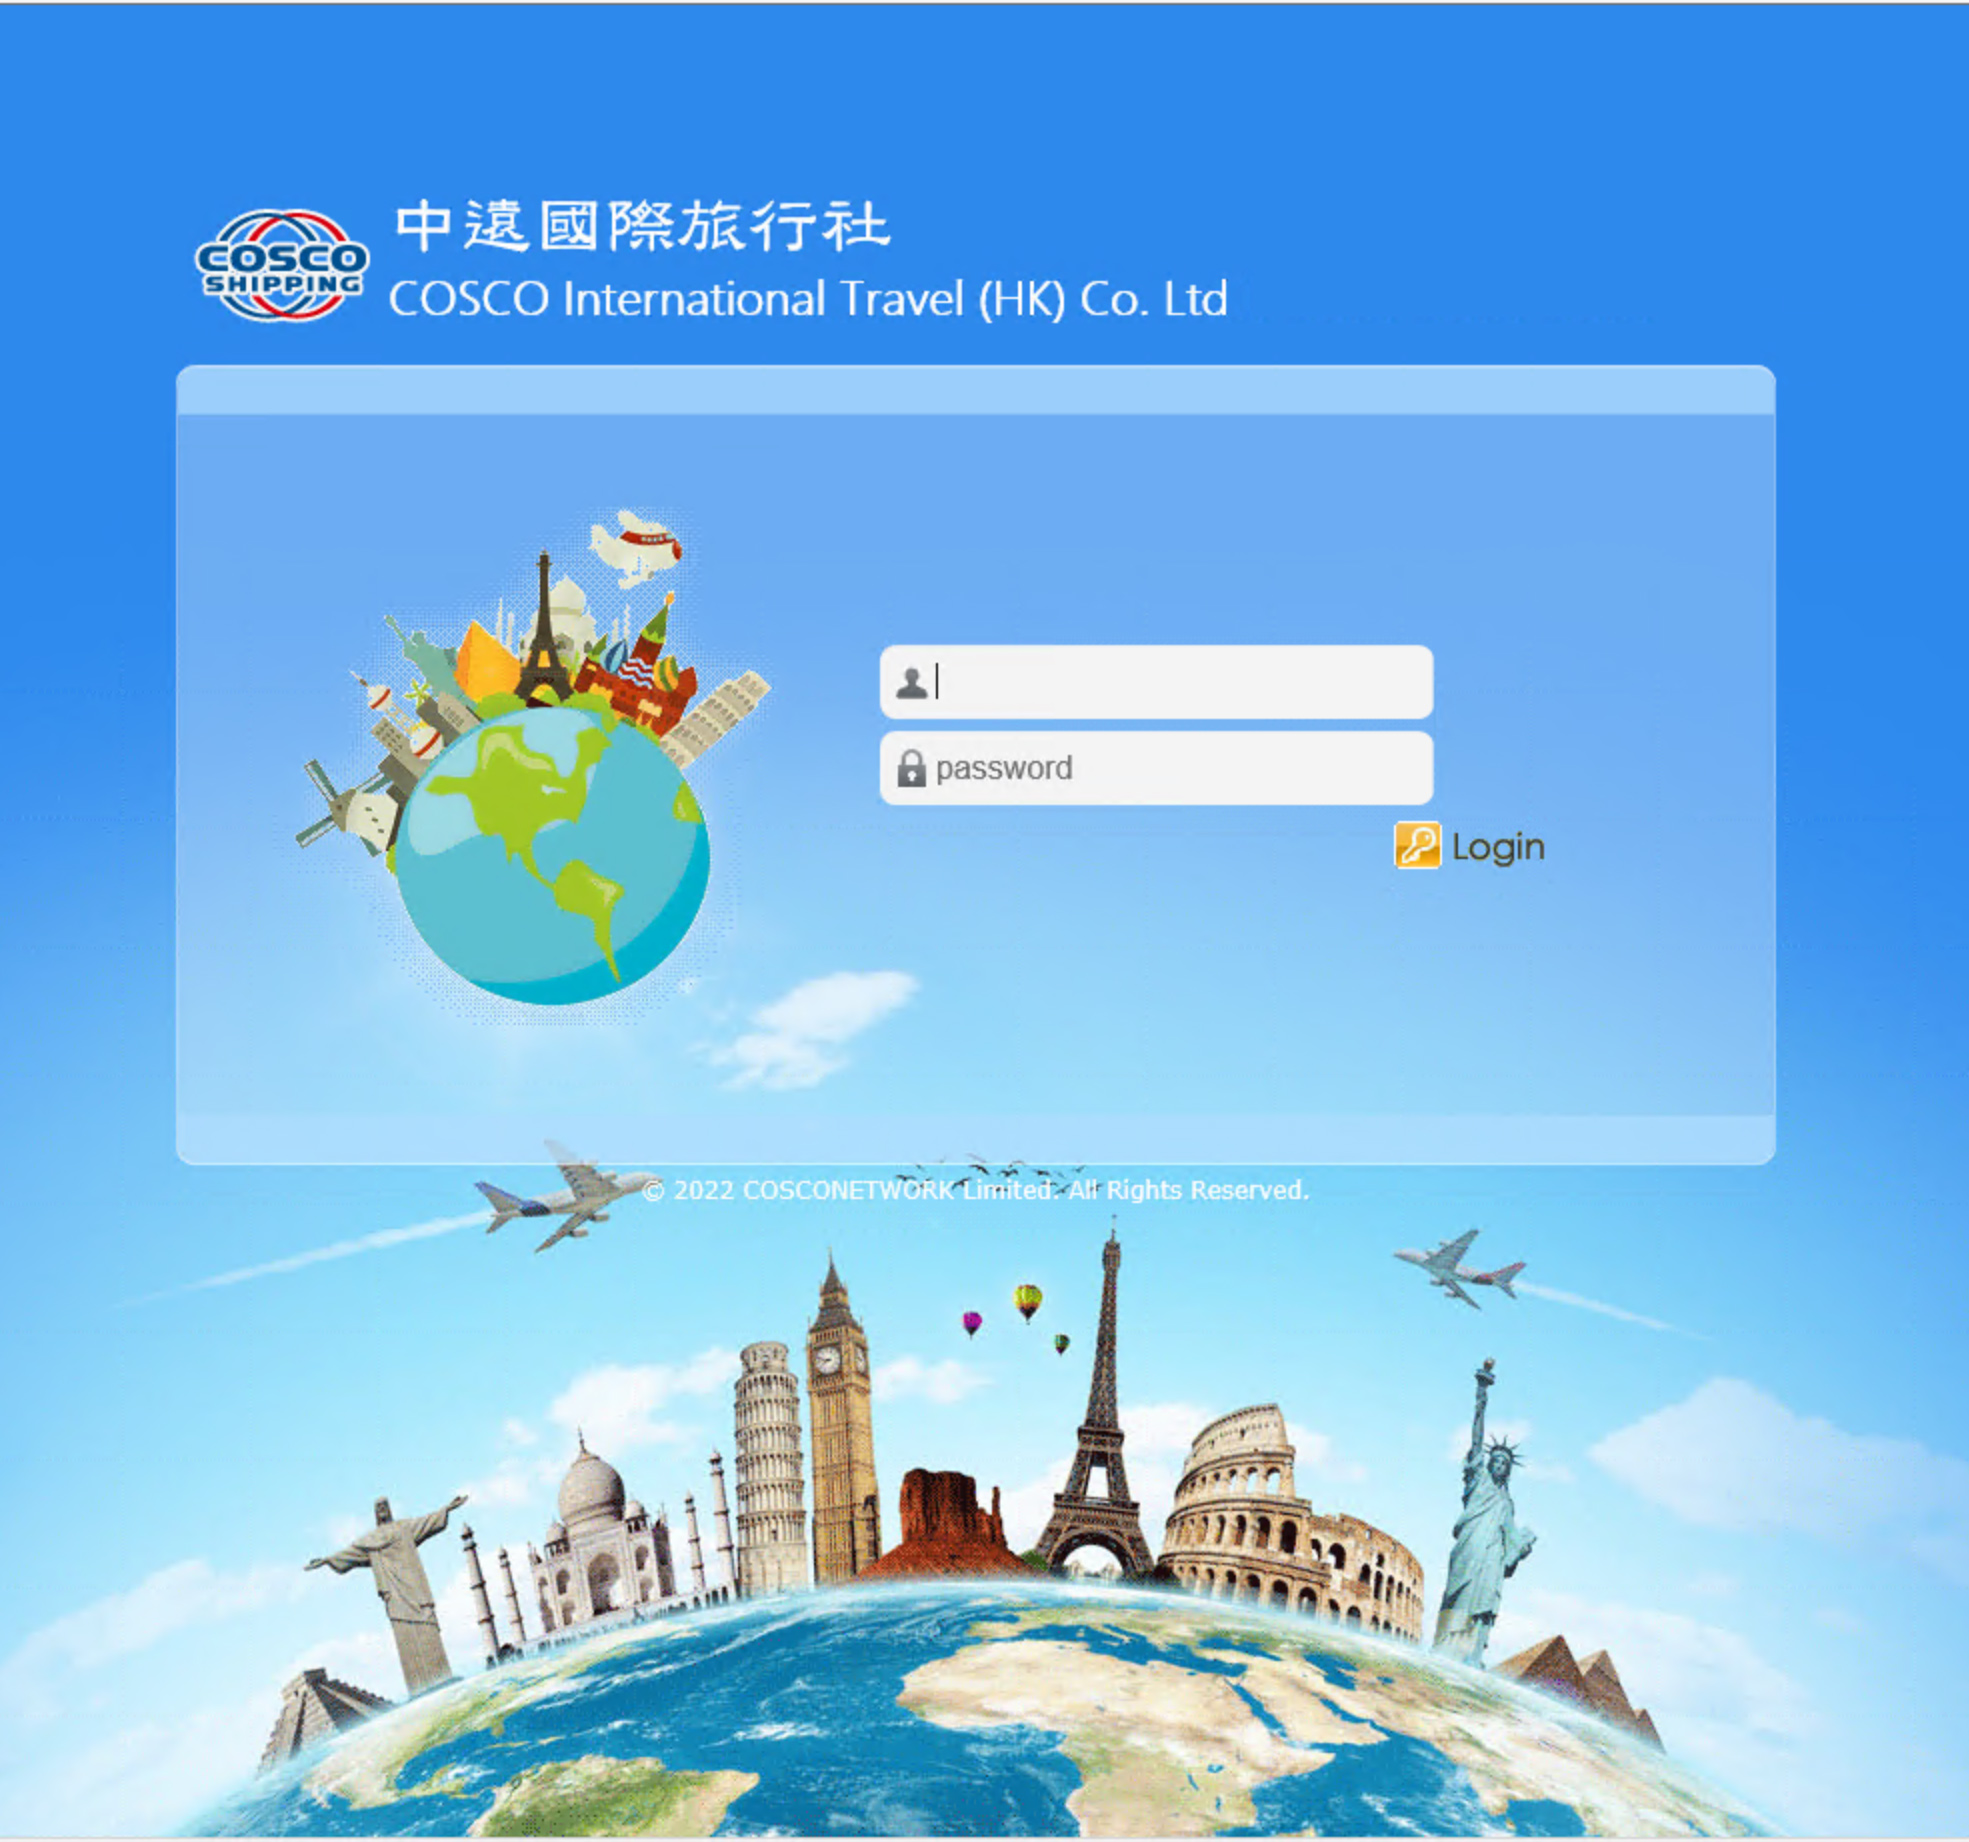 中遠國際旅行社
COSCO
SHIPPING
COSCO International Travel (HK) Co. Ltd
password
Login
© 2022 COSCONETWORK Limited. All Rights Reserved.